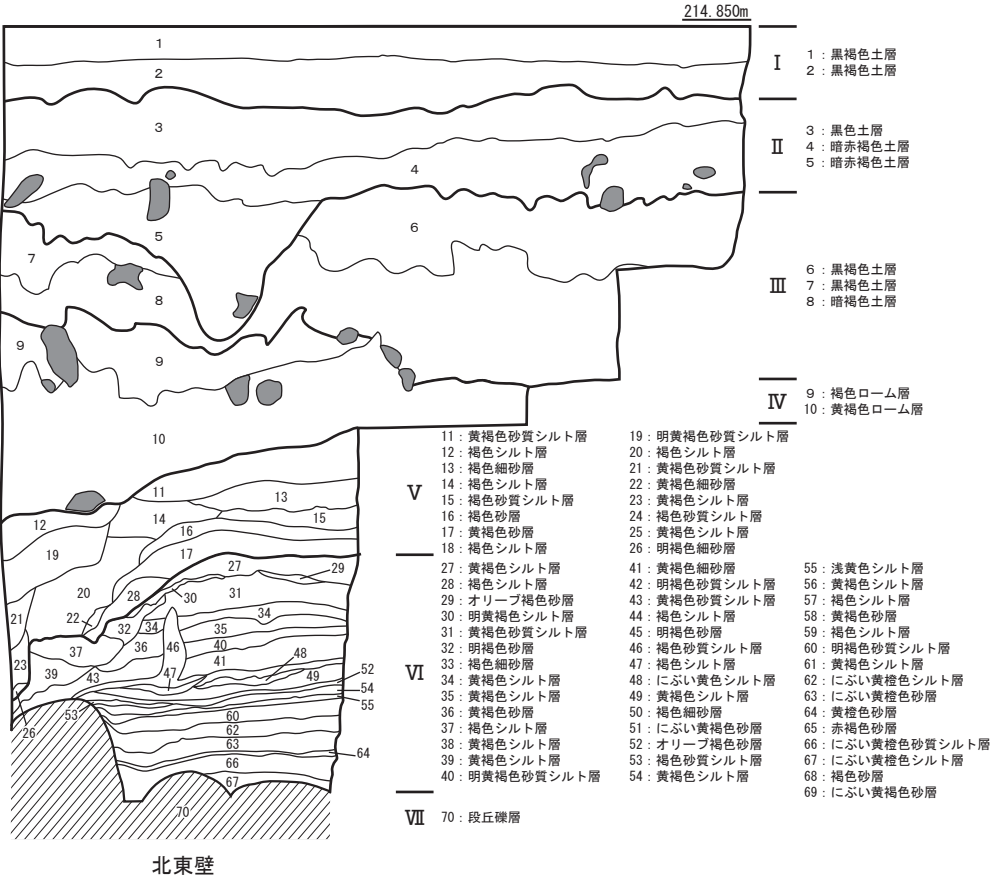 214.850m
1
2
3
4
5
6
7
8
9
9
10
11
12
13
14
15
16
17
19
20
21
22
23
26
27
28
29
30
31
32
34
34
35
36
37
39
40
41
43
46
47
48
49
52
53
54
55
60
62
63
64
66
67
70
Ⅰ
1：黒褐色土層
2：黒褐色土層
Ⅱ
3：黒色土層
4：暗赤褐色土層
5：暗赤褐色土層
Ⅲ
6：黒褐色土層
7：黒褐色土層
8：暗褐色土層
Ⅳ
9：褐色ローム層
10：黄褐色ローム層
Ⅴ
11：黄褐色砂質シルト層
12：褐色シルト層
13：褐色細砂層
14：褐色シルト層
15：褐色砂質シルト層
16：褐色砂層
17：黄褐色砂層
18：褐色シルト層
19：明黄褐色砂質シルト層
20：褐色シルト層
21：黄褐色砂質シルト層
22：黄褐色細砂層
23：黄褐色シルト層
24：褐色砂質シルト層
25：黄褐色シルト層
26：明褐色細砂層
Ⅵ
27：黄褐色シルト層
28：褐色シルト層
29：オリーブ褐色砂層
30：明黄褐色シルト層
31：黄褐色砂質シルト層
32：明褐色砂層
33：褐色細砂層
34：黄褐色シルト層
35：黄褐色シルト層
36：黄褐色砂層
37：褐色シルト層
38：黄褐色シルト層
39：黄褐色シルト層
40：明黄褐色砂質シルト層
41：黄褐色細砂層
42：明褐色砂質シルト層
43：黄褐色砂質シルト層
44：褐色シルト層
45：明褐色砂層
46：褐色砂質シルト層
47：褐色シルト層
48：にぶい黄色シルト層
49：黄褐色シルト層
50：褐色細砂層
51：にぶい黄褐色砂層
52：オリーブ褐色砂層
53：褐色砂質シルト層
54：黄褐色シルト層
55：浅黄色シルト層
56：黄褐色シルト層
57：褐色シルト層
58：黄褐色砂層
59：褐色シルト層
60：明褐色砂質シルト層
61：黄褐色シルト層
62：にぶい黄橙色シルト層
63：にぶい黄橙色砂層
64：黄橙色砂層
65：赤褐色砂層
66：にぶい黄橙色砂質シルト層
67：にぶい黄橙色シルト層
68：褐色砂層
69：にぶい黄褐色砂層
Ⅶ
70：段丘礫層
北東壁